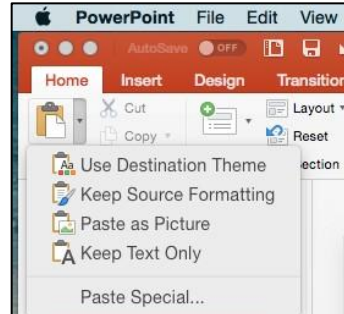 PowerPoint File Edit View
AutoSave OFF
Home Insert Design Transition
Cut
Layout
Copy
Reset
ection
Aa Use Destination Theme
Keep Source Formatting
Paste as Picture
A Keep Text Only
Paste Special...